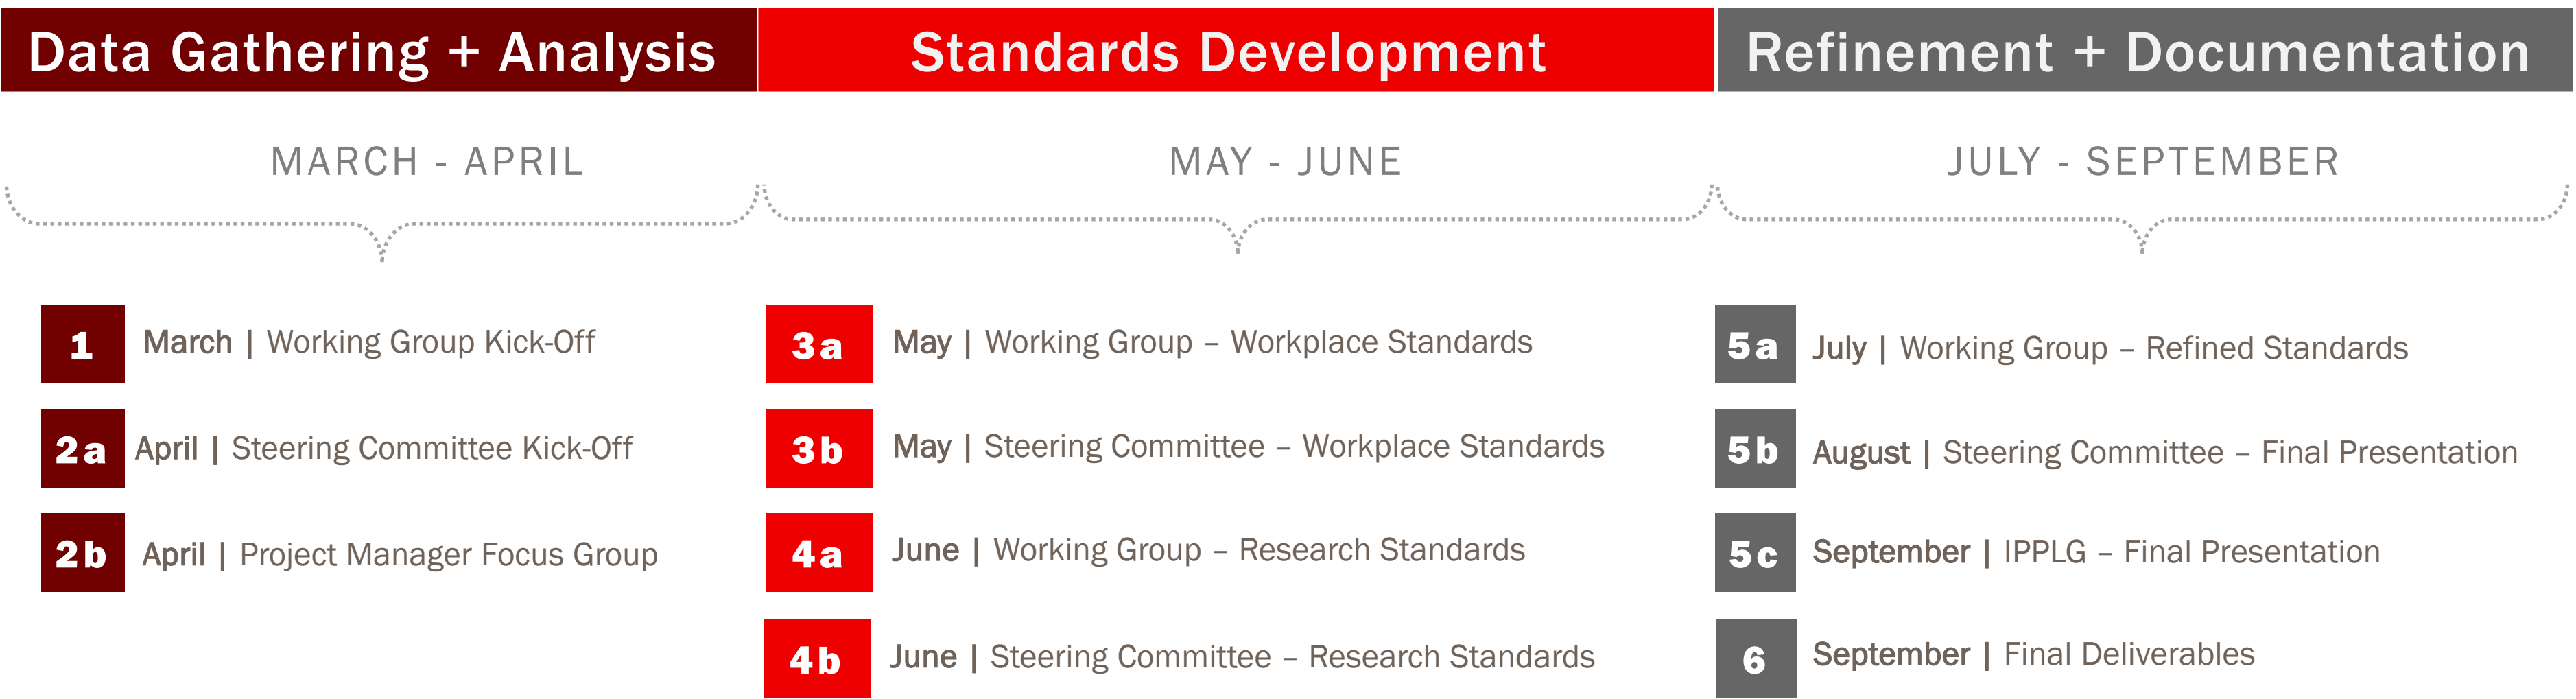 Data Gathering + Analysis
MARCH - APRIL
1 March | Working Group Kick-Off
2a April | Steering Committee Kick-Off
2b April | Project Manager Focus Group
Standards Development
MAY - JUNE
3a May | Working Group – Workplace Standards
3b May | Steering Committee – Workplace Standards
4a June | Working Group – Research Standards
4b June | Steering Committee – Research Standards
Refinement + Documentation
JULY - SEPTEMBER
5a July | Working Group – Refined Standards
5b August | Steering Committee – Final Presentation
5c September | IPPLG – Final Presentation
6 September | Final Deliverables